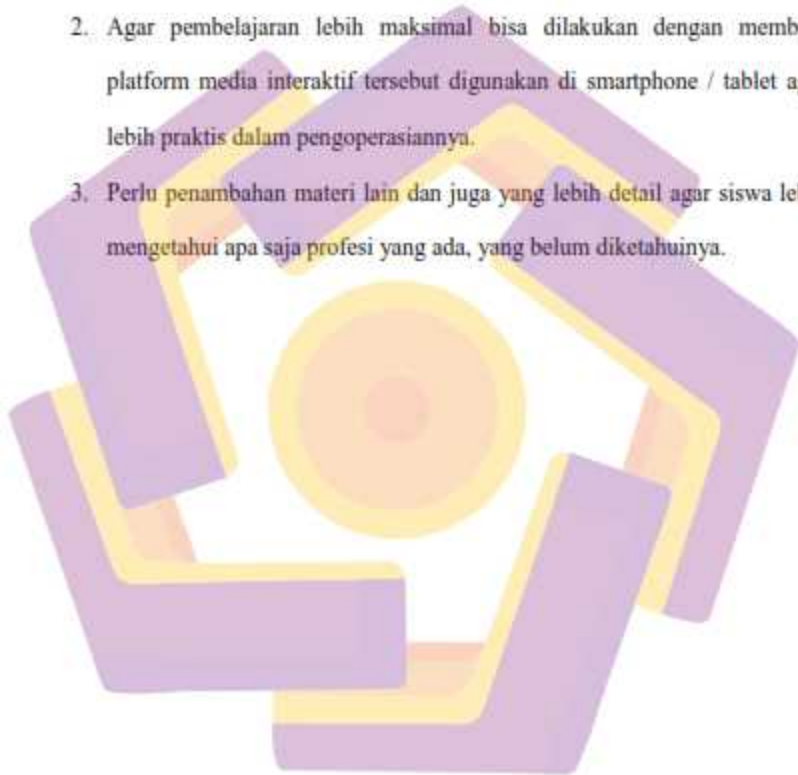 2. Agar pembelajaran lebih maksimal bisa dilakukan dengan memb
platform media interaktif tersebut digunakan di smartphone / tablet a
lebih praktis dalam pengoperasiannya.
3. Perlu penambahan materi lain dan juga yang lebih detail agar siswa le
mengetahui apa saja profesi yang ada, yang belum diketahuinya.